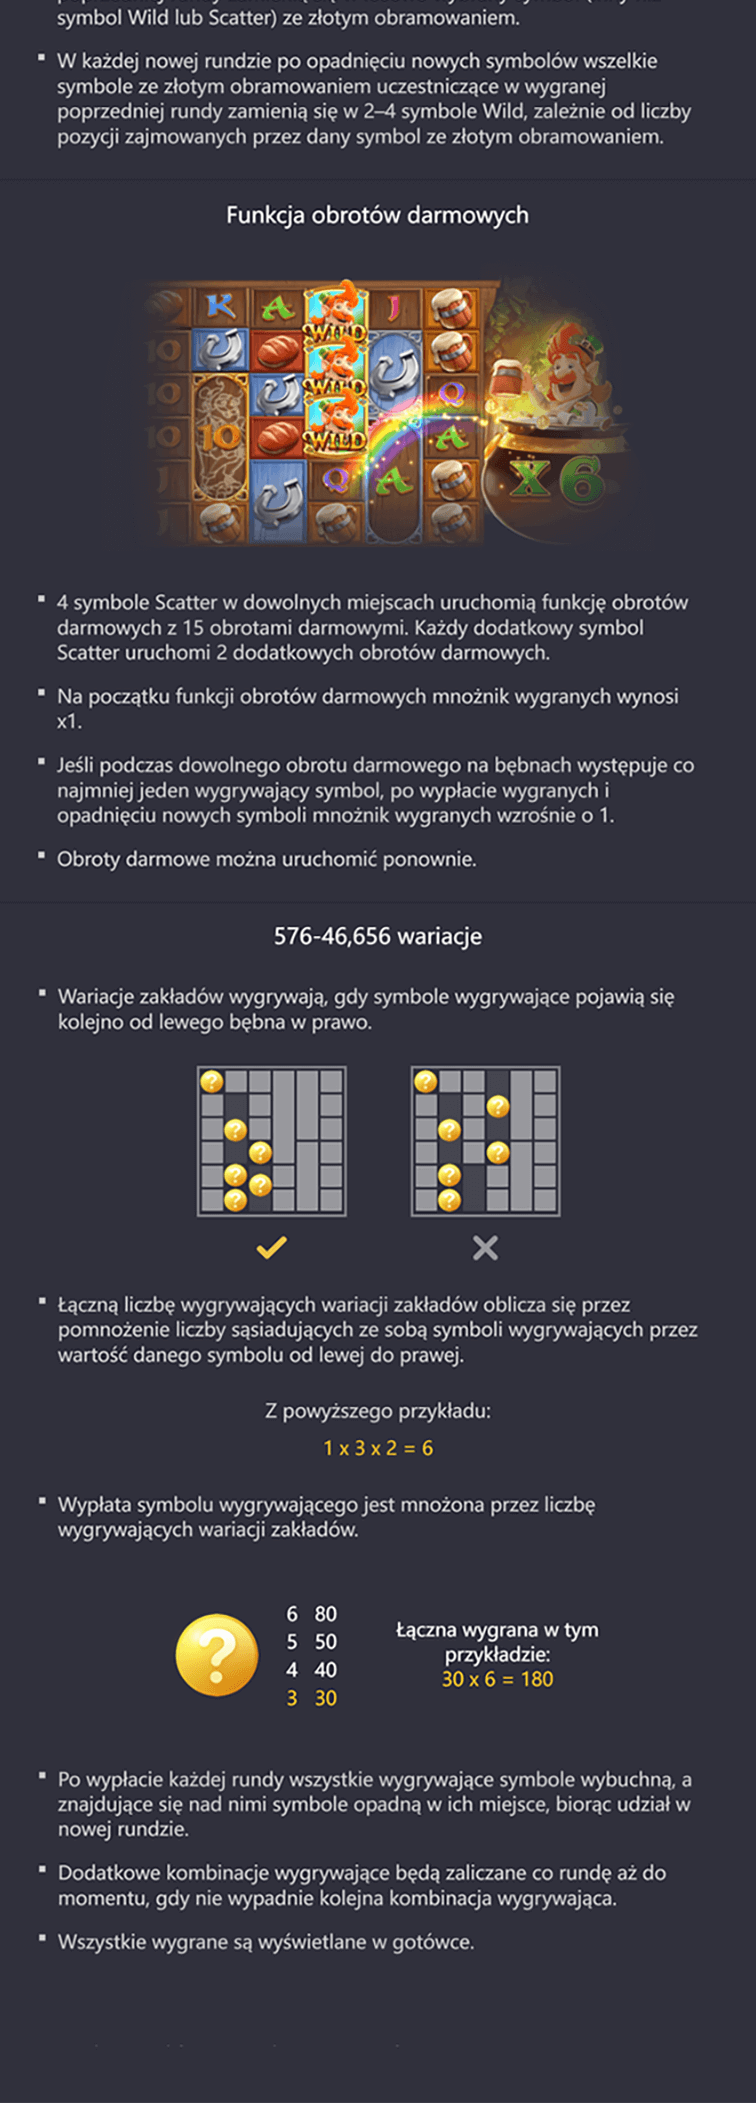 symbol Wild lub Scatter) ze złotym obramowaniem.
▪ W każdej nowej rundzie po opadnięciu nowych symbolów wszelkie
symbole ze złotym obramowaniem uczestniczące w wygranej
poprzedniej rundy zamienią się w 2–4 symbole Wild, zależnie od liczby
pozycji zajmowanych przez dany symbol ze złotym obramowaniem.
Funkcja obrotów darmowych
K A WILD J
10
WILD
10 Q
10 10 WILD A
J Q A
J
x6
▪ 4 symbole Scatter w dowolnych miejscach uruchomią funkcję obrotów
darmowych z 15 obrotami darmowymi. Każdy dodatkowy symbol
Scatter uruchomi 2 dodatkowych obrotów darmowych.
▪ Na początku funkcji obrotów darmowych mnożnik wygranych wynosi
x1.
▪ Jeśli podczas dowolnego obrotu darmowego na bębnach występuje co
najmniej jeden wygrywający symbol, po wypłacie wygranych i
opadnięciu nowych symboli mnożnik wygranych wzrośnie o 1.
▪ Obroty darmowe można uruchomić ponownie.
576-46,656 wariacje
▪ Wariacje zakładów wygrywają, gdy symbole wygrywające pojawią się
kolejno od lewego bębna w prawo.
? ?
?
? ?
? ?
? ? ?
? ?
▪ Łączną liczbę wygrywających wariacji zakładów oblicza się przez
pomnożenie liczby sąsiadujących ze sobą symboli wygrywających przez
wartość danego symbolu od lewej do prawej.
Z powyższego przykładu:
1 x 3 x 2 = 6
▪ Wypłata symbolu wygrywającego jest mnożona przez liczbę
wygrywających wariacji zakładów.
?
6 80
5 50
4 40
3 30
Łączna wygrana w tym
przykładzie:
30 x 6 = 180
▪ Po wypłacie każdej rundy wszystkie wygrywające symbole wybuchną, a
znajdujące się nad nimi symbole opadną w ich miejsce, biorąc udział w
nowej rundzie.
▪ Dodatkowe kombinacje wygrywające będą zaliczane co rundę aż do
momentu, gdy nie wypadnie kolejna kombinacja wygrywająca.
▪ Wszystkie wygrane są wyświetlane w gotówce.